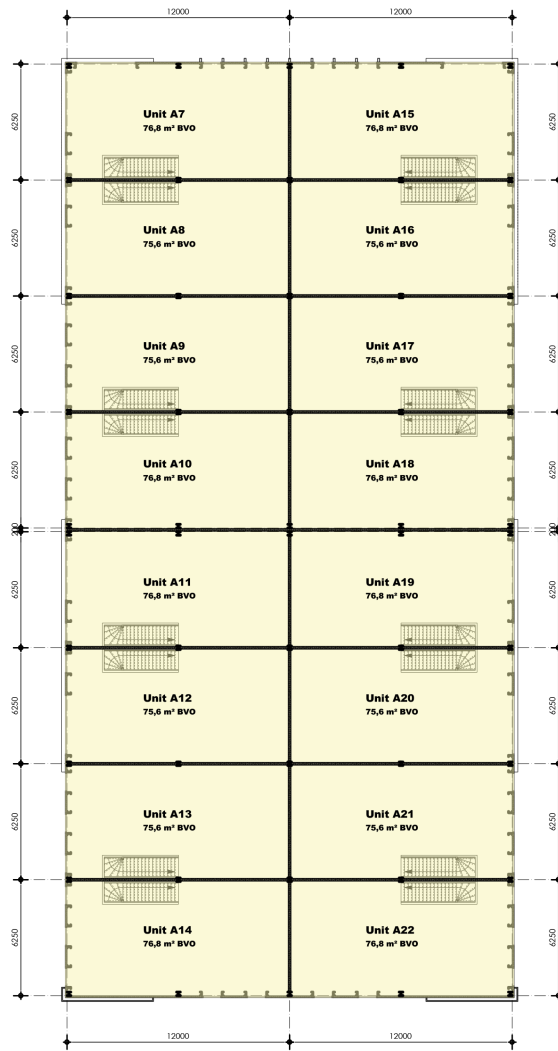 12000 12000
6250 6250
Unit A7 Unit A15
76,8 m² BVO 76,8 m² BVO
6250 6250
Unit A8 Unit A16
75,6 m² BVO 75,6 m² BVO
6250 6250
Unit A9 Unit A17
75,6 m² BVO 75,6 m² BVO
6250 6250
Unit A10 Unit A18
76,8 m² BVO 76,8 m² BVO
200 200
6250 6250
Unit A11 Unit A19
76,8 m² BVO 76,8 m² BVO
6250 6250
Unit A12 Unit A20
75,6 m² BVO 75,6 m² BVO
6250 6250
Unit A13 Unit A21
75,6 m² BVO 75,6 m² BVO
6250 6250
Unit A14 Unit A22
76,8 m² BVO 76,8 m² BVO
12000 12000